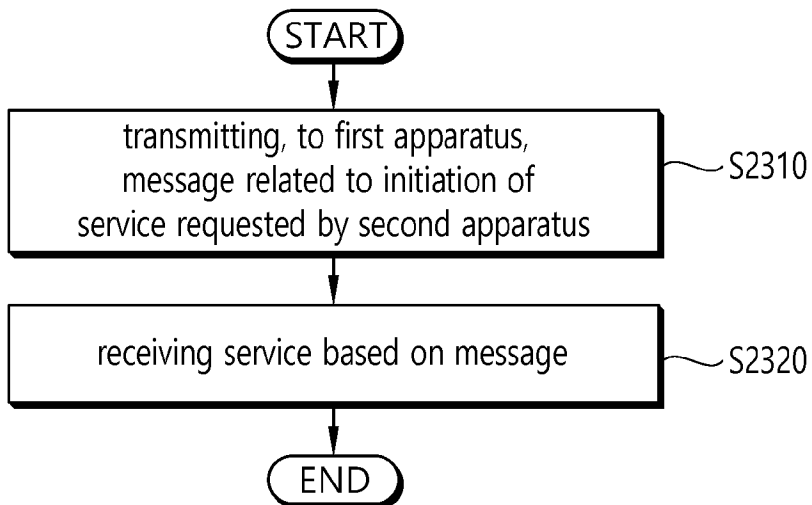 START
transmitting, to first apparatus,
message related to initiation of
service requested by second apparatus
S2310
receiving service based on message
S2320
END